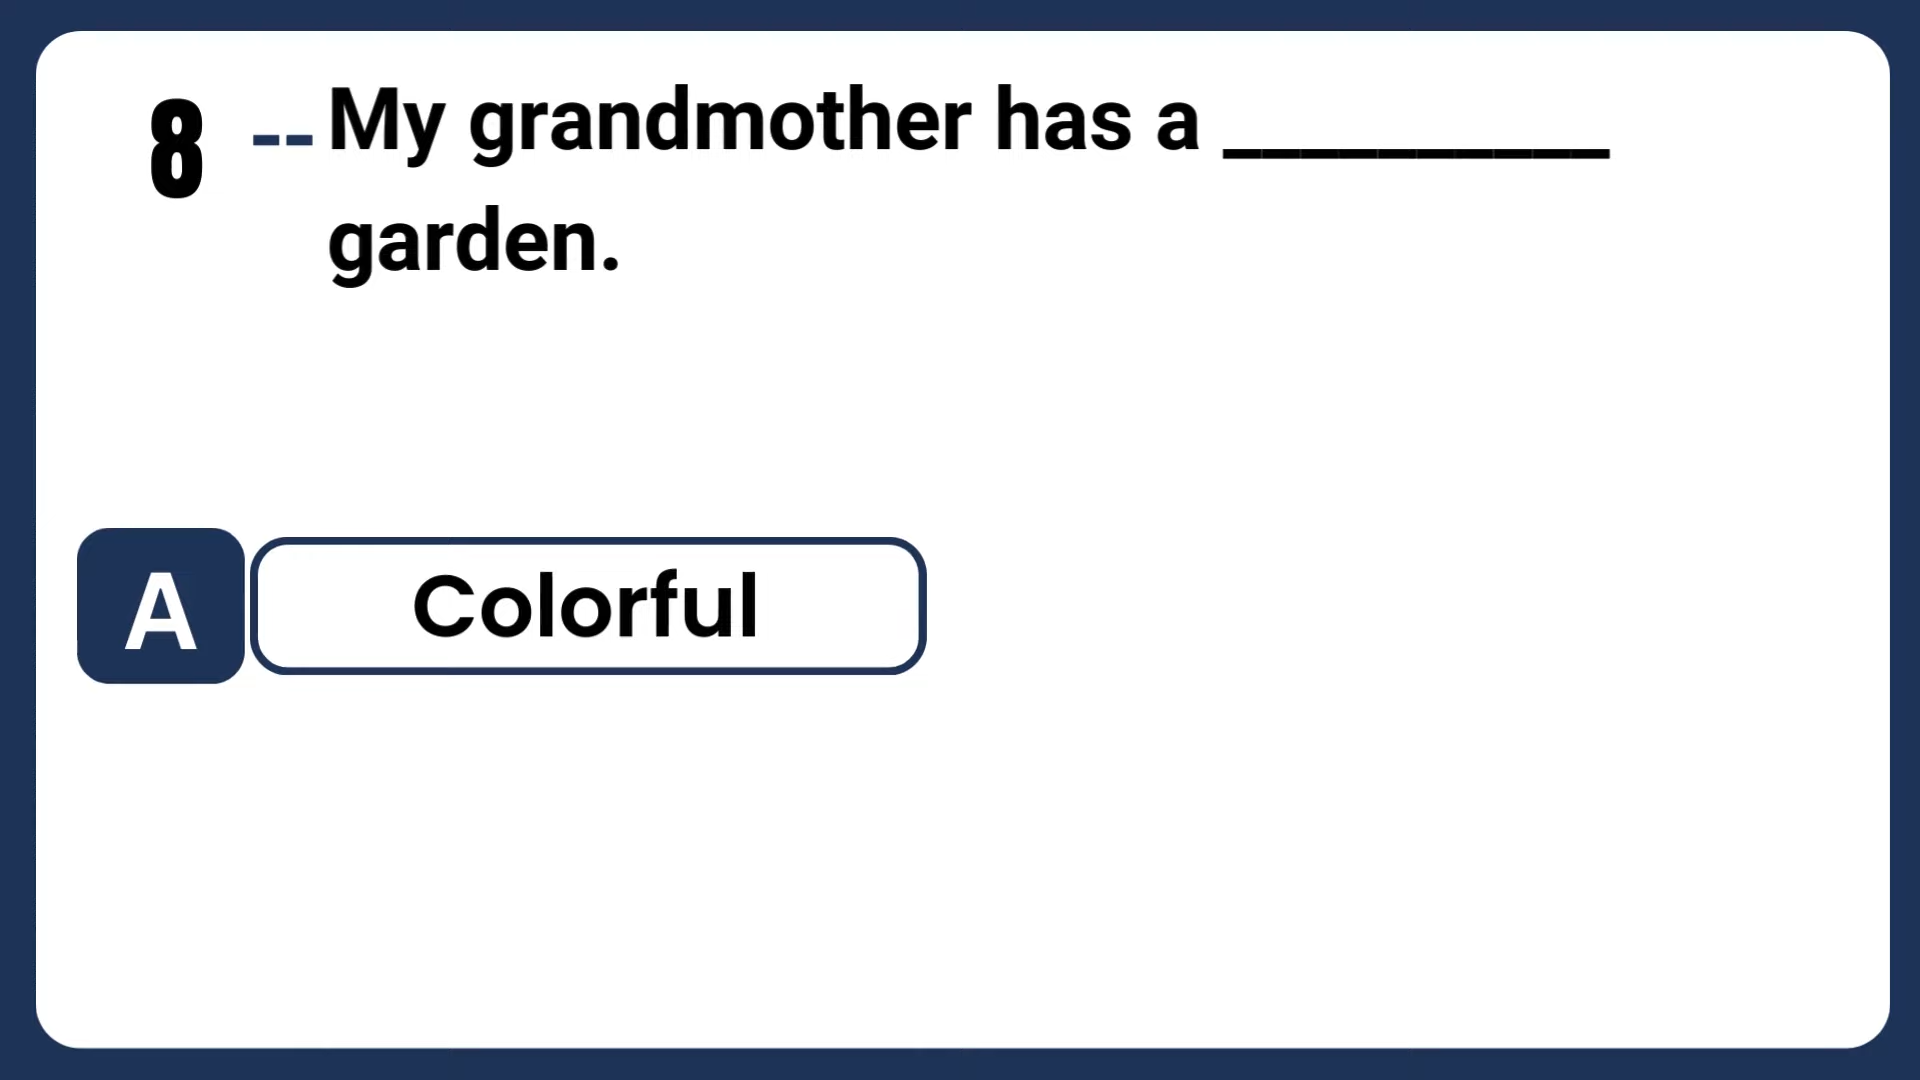 8 -- My grandmother has a __________
garden.
A Colorful